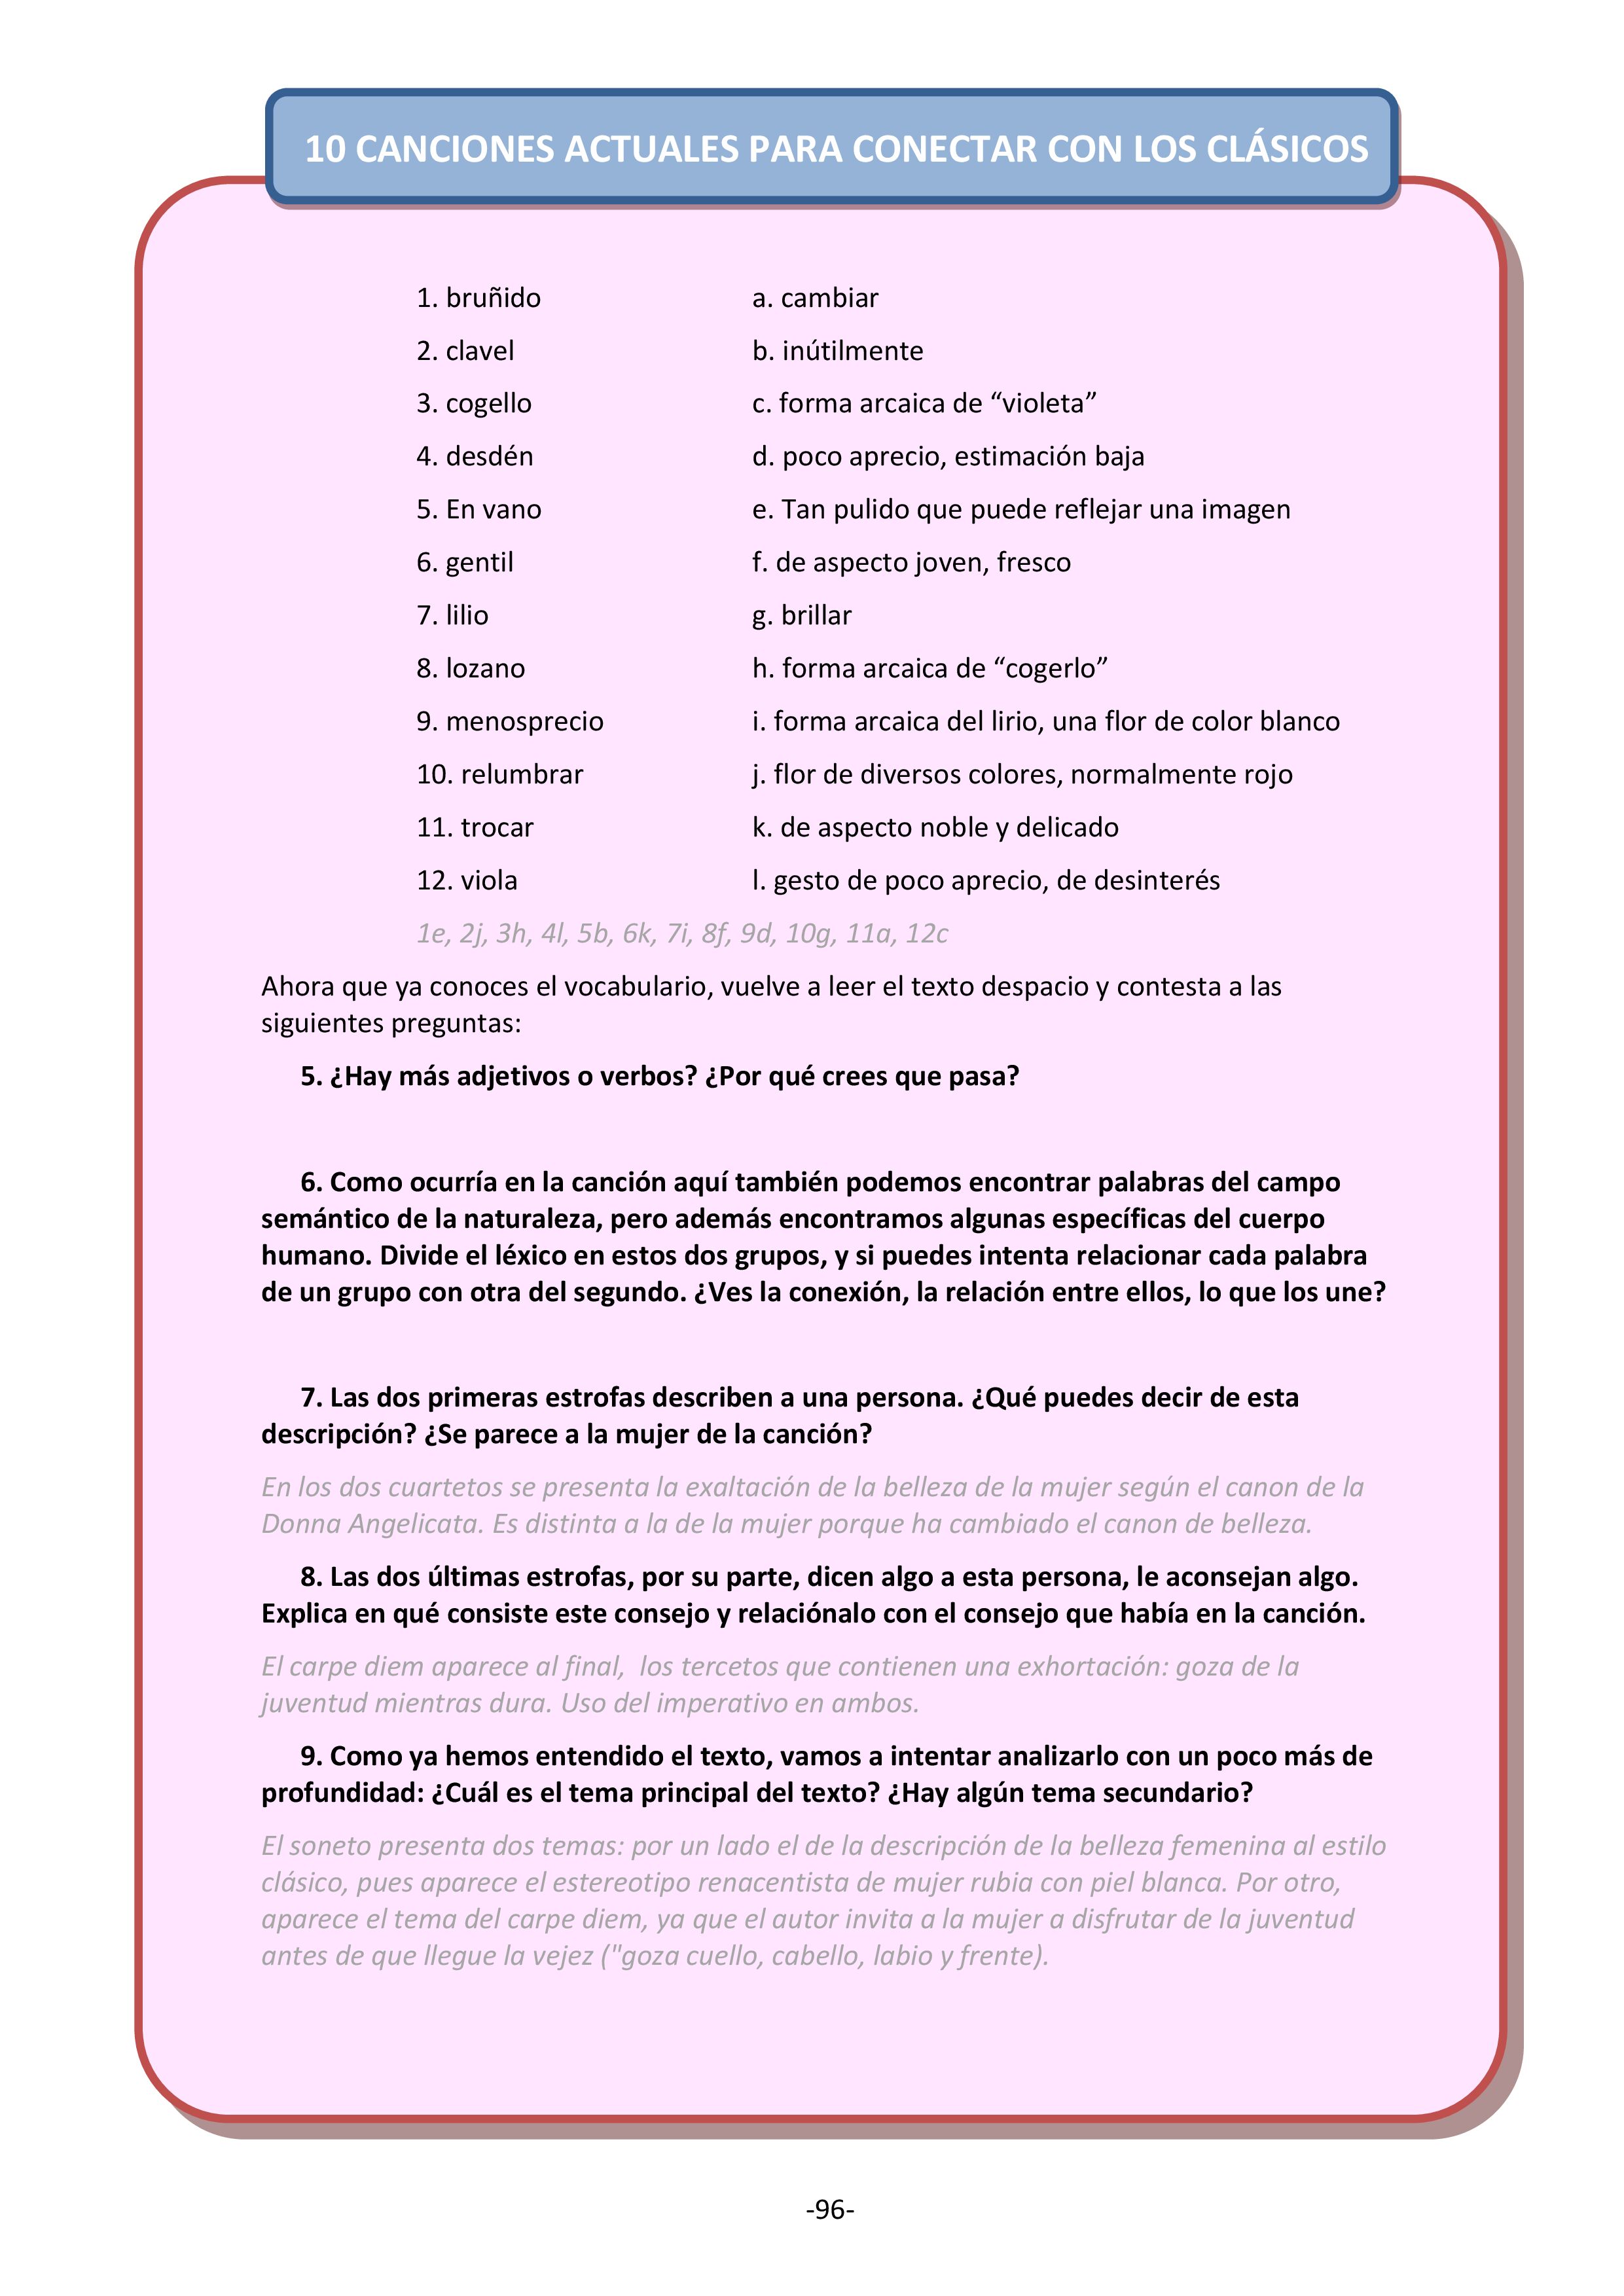 10 CANCIONES ACTUALES PARA CONECTAR CON LOS CLÁSICOS
1. bruñido a. cambiar
2. clavel b. inútilmente
3. cogello c. forma arcaica de “violeta”
4. desdén d. poco aprecio, estimación baja
5. En vano e. Tan pulido que puede reflejar una imagen
6. gentil f. de aspecto joven, fresco
7. lilio g. brillar
8. lozano h. forma arcaica de “cogerlo”
9. menosprecio i. forma arcaica del lirio, una flor de color blanco
10. relumbrar j. flor de diversos colores, normalmente rojo
11. trocar k. de aspecto noble y delicado
12. viola l. gesto de poco aprecio, de desinterés
1e, 2j, 3h, 4l, 5b, 6k, 7i, 8f, 9d, 10g, 11a, 12c
Ahora que ya conoces el vocabulario, vuelve a leer el texto despacio y contesta a las
siguientes preguntas:
5. ¿Hay más adjetivos o verbos? ¿Por qué crees que pasa?
6. Como ocurría en la canción aquí también podemos encontrar palabras del campo
semántico de la naturaleza, pero además encontramos algunas específicas del cuerpo
humano. Divide el léxico en estos dos grupos, y si puedes intenta relacionar cada palabra
de un grupo con otra del segundo. ¿Ves la conexión, la relación entre ellos, lo que los une?
7. Las dos primeras estrofas describen a una persona. ¿Qué puedes decir de esta
descripción? ¿Se parece a la mujer de la canción?
En los dos cuartetos se presenta la exaltación de la belleza de la mujer según el canon de la
Donna Angelicata. Es distinta a la de la mujer porque ha cambiado el canon de belleza.
8. Las dos últimas estrofas, por su parte, dicen algo a esta persona, le aconsejan algo.
Explica en qué consiste este consejo y relaciónalo con el consejo que había en la canción.
El carpe diem aparece al final,  los tercetos que contienen una exhortación: goza de la
juventud mientras dura. Uso del imperativo en ambos.
9. Como ya hemos entendido el texto, vamos a intentar analizarlo con un poco más de
profundidad: ¿Cuál es el tema principal del texto? ¿Hay algún tema secundario?
El soneto presenta dos temas: por un lado el de la descripción de la belleza femenina al estilo
clásico, pues aparece el estereotipo renacentista de mujer rubia con piel blanca. Por otro,
aparece el tema del carpe diem, ya que el autor invita a la mujer a disfrutar de la juventud
antes de que llegue la vejez ("goza cuello, cabello, labio y frente).
-96-